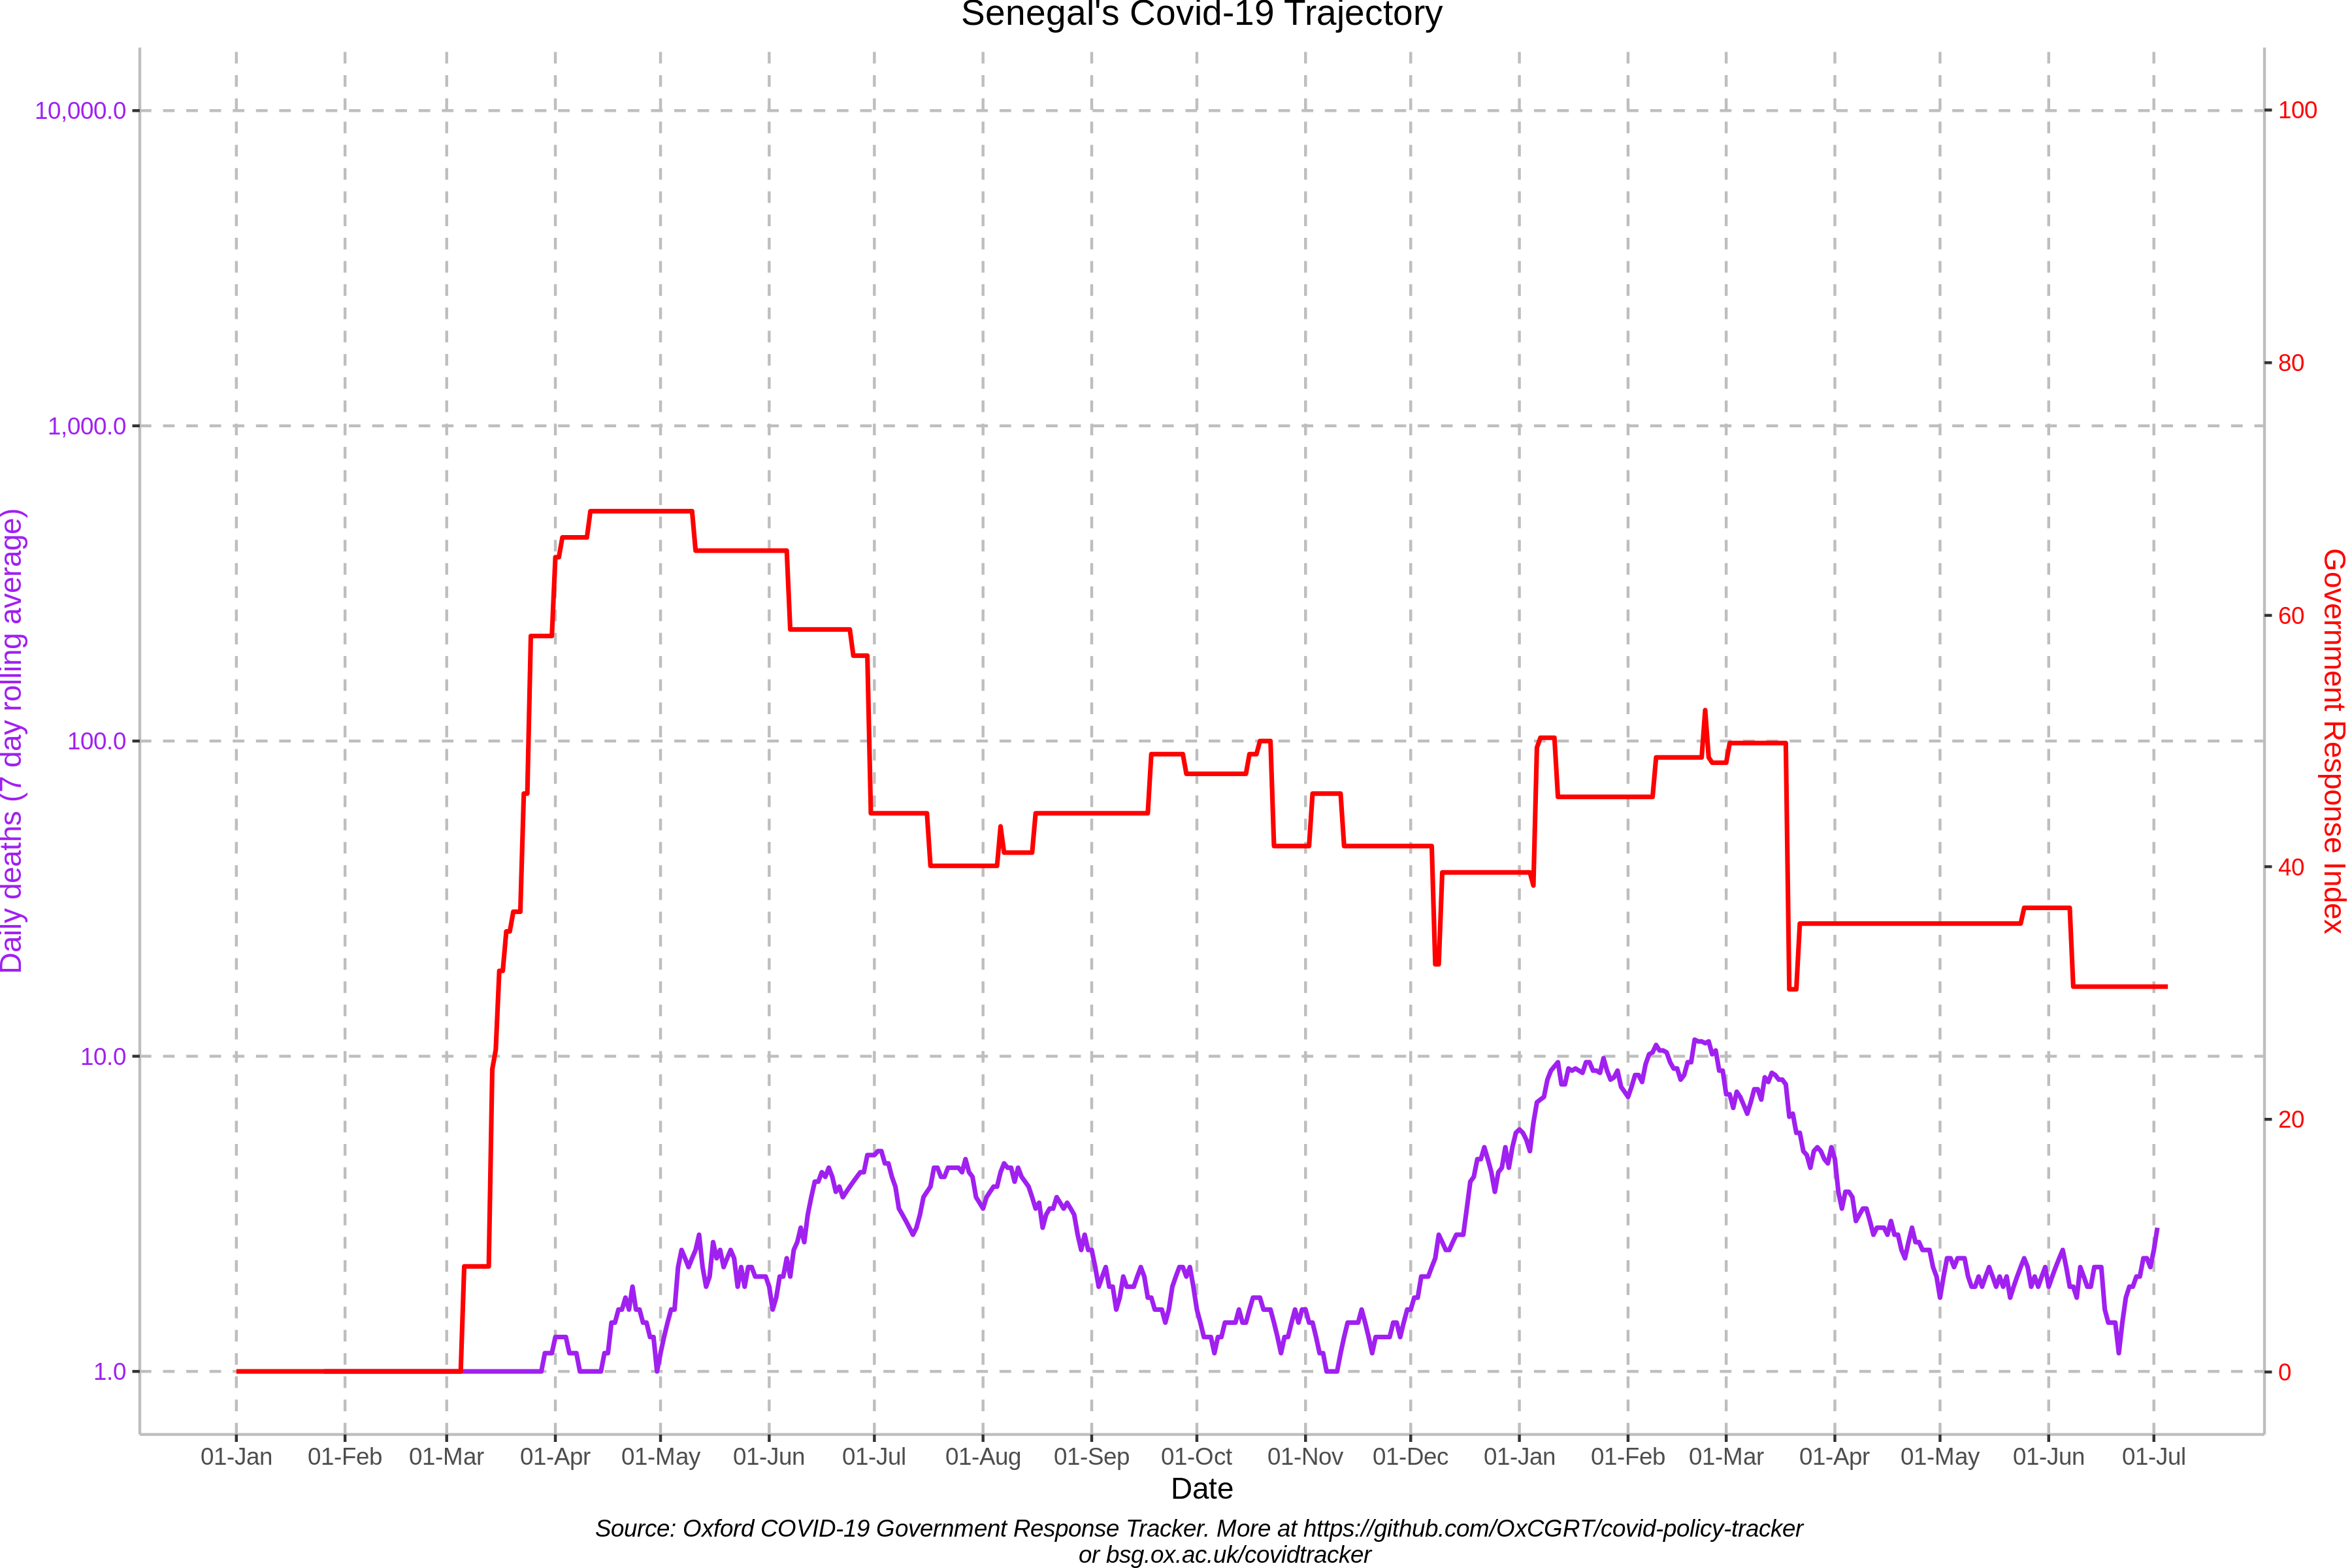 Senegal's Covid-19 Trajectory
10,000.0
1,000.0
100.0
10.0
1.0
Daily deaths (7 day rolling average)
100
80
60
40
20
0
Government Response Index
01-Jan 01-Feb 01-Mar 01-Apr 01-May 01-Jun 01-Jul 01-Aug 01-Sep 01-Oct 01-Nov 01-Dec 01-Jan 01-Feb 01-Mar 01-Apr 01-May 01-Jun 01-Jul
Date
Source: Oxford COVID-19 Government Response Tracker. More at https://github.com/OxCGRT/covid-policy-tracker
or bsg.ox.ac.uk/covidtracker